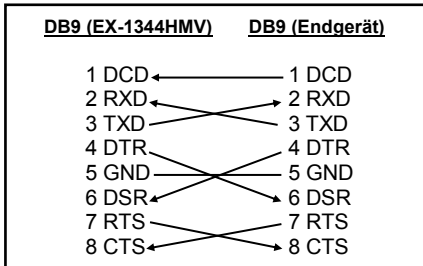 DB9 (EX-1344HMV) DB9 (Endgerät)
1 DCD 1 DCD
2 RXD 2 RXD
3 TXD 3 TXD
4 DTR 4 DTR
5 GND 5 GND
6 DSR 6 DSR
7 RTS 7 RTS
8 CTS 8 CTS